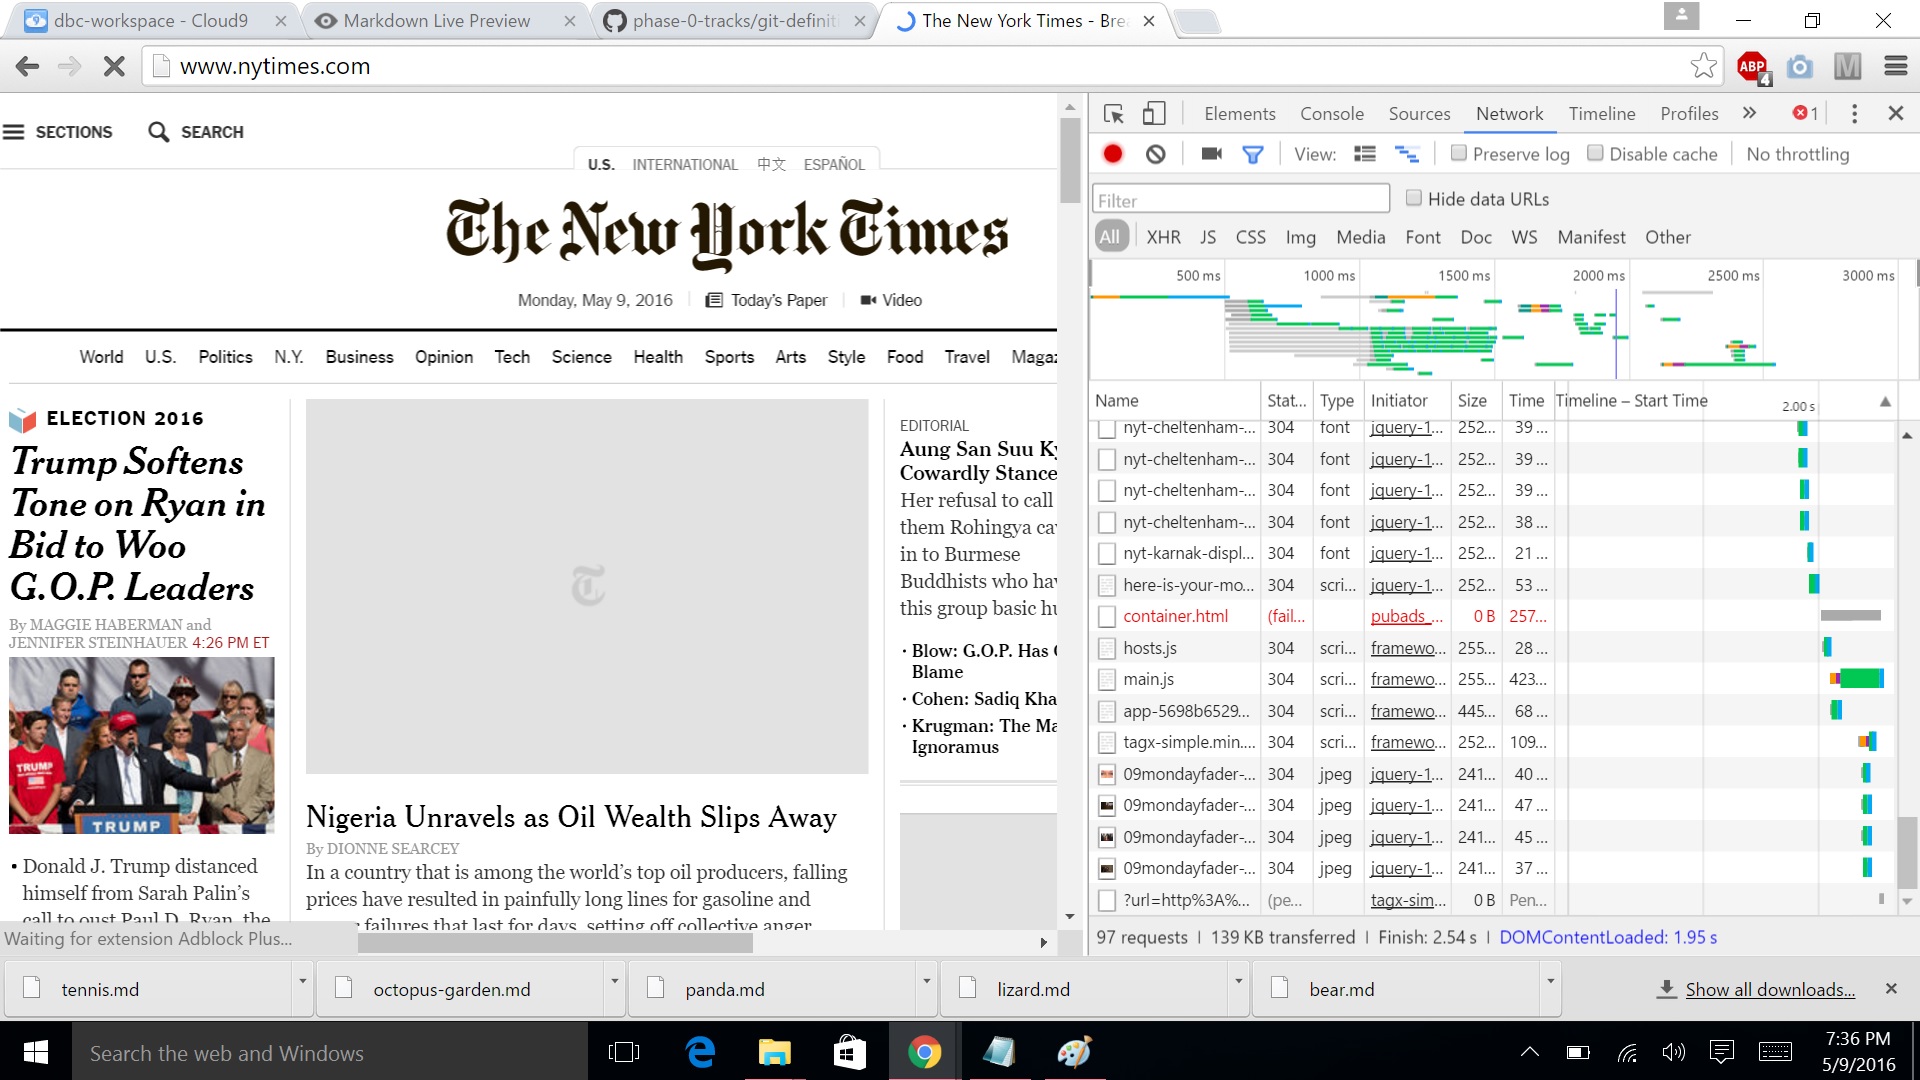 dbc-workspace - Cloud9
Markdown Live Preview
phase-0-tracks/git-definit
The New York Times - Brea
www.nytimes.com
ABP
4
M
SECTIONS
SEARCH
U.S. INTERNATIONAL 中文 ESPAÑOL
The New York Times
Monday, May 9, 2016
Today's Paper
Video
World U.S. Politics N.Y. Business Opinion Tech Science Health Sports Arts Style Food Travel Magaz
ELECTION 2016
Trump Softens
Tone on Ryan in
Bid to Woo
G.O.P. Leaders
By MAGGIE HABERMAN and
JENNIFER STEINHAUER 4:26 PM ET
TRUMP
TRUMP
• Donald J. Trump distanced
himself from Sarah Palin's
call to oust Paul D. Ryan, the
T
Nigeria Unravels as Oil Wealth Slips Away
By DIONNE SEARCEY
In a country that is among the world's top oil producers, falling
prices have resulted in painfully long lines for gasoline and
failures that last for days, setting off collective anger
EDITORIAL
Aung San Suu Ky
Cowardly Stance
Her refusal to call
them Rohingya ca
in to Burmese
Buddhists who hav
this group basic hu
· Blow: G.O.P. Has
Blame
· Cohen: Sadiq Kha
· Krugman: The Ma
Ignoramus
Waiting for extension Adblock Plus...
Elements Console Sources Network Timeline Profiles » 1
View: Preserve log Disable cache No throttling
Filter
Hide data URLs
All XHR JS CSS Img Media Font Doc WS Manifest Other
500 ms 1000 ms 1500 ms 2000 ms 2500 ms 3000 ms
Name Stat... Type Initiator Size Time Timeline – Start Time 2.00 s
nyt-cheltenham-... 304 font jquery-1... 252... 39 ...
nyt-cheltenham-... 304 font jquery-1... 252... 39 ...
nyt-cheltenham-... 304 font jquery-1... 252... 39 ...
nyt-cheltenham-... 304 font jquery-1... 252... 38 ...
nyt-karnak-displ... 304 font jquery-1... 252... 21 ...
here-is-your-mo... 304 scri... jquery-1... 252... 53 ...
container.html (fail... pubads_... 0 B 257...
hosts.js 304 scri... framewo... 255... 28 ...
main.js 304 scri... framewo... 255... 423...
app-5698b6529... 304 scri... framewo... 445... 68 ...
tagx-simple.min.... 304 scri... framewo... 252... 109...
09mondayfader-... 304 jpeg jquery-1... 241... 40 ...
09mondayfader-... 304 jpeg jquery-1... 241... 47 ...
09mondayfader-... 304 jpeg jquery-1... 241... 45 ...
09mondayfader-... 304 jpeg jquery-1... 241... 37 ...
?url=http%3A%... (pe... tagx-sim... 0 B Pen...
97 requests | 139 KB transferred | Finish: 2.54 s | DOMContentLoaded: 1.95 s
tennis.md
octopus-garden.md
panda.md
lizard.md
bear.md
Show all downloads...
Search the web and Windows
7:36 PM
5/9/2016